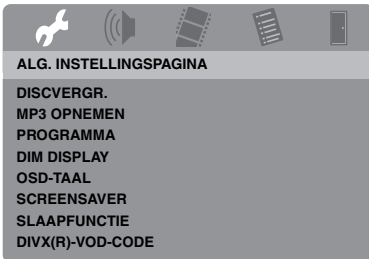 ALG. INSTELLINGSPAGINA
DISCVERGR.
MP3 OPNEMEN
PROGRAMMA
DIM DISPLAY
OSD-TAAL
SCREENSAVER
SLAAPFUNCTIE
DIVX(R)-VOD-CODE